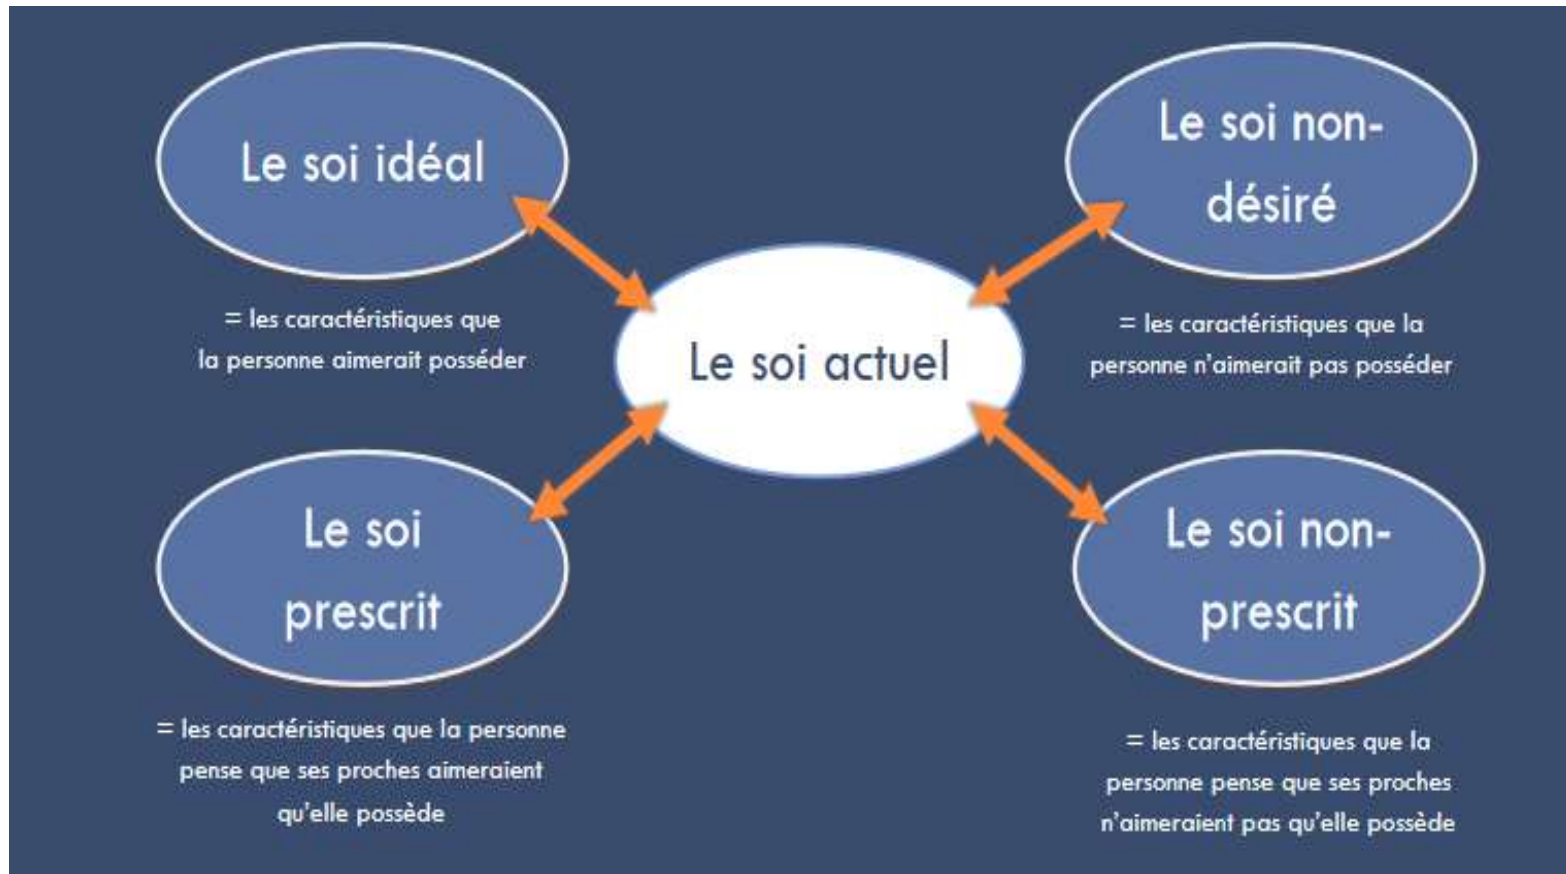 Le soi idéal
= les caractéristiques que
la personne aimerait posséder
Le soi non-
désiré
= les caractéristiques que la
personne n'aimerait pas posséder
Le soi actuel
Le soi
prescrit
= les caractéristiques que la personne
pense que ses proches aimeraient
qu'elle possède
Le soi non-
prescrit
= les caractéristiques que la
personne pense que ses proches
n'aimeraient pas qu'elle possède